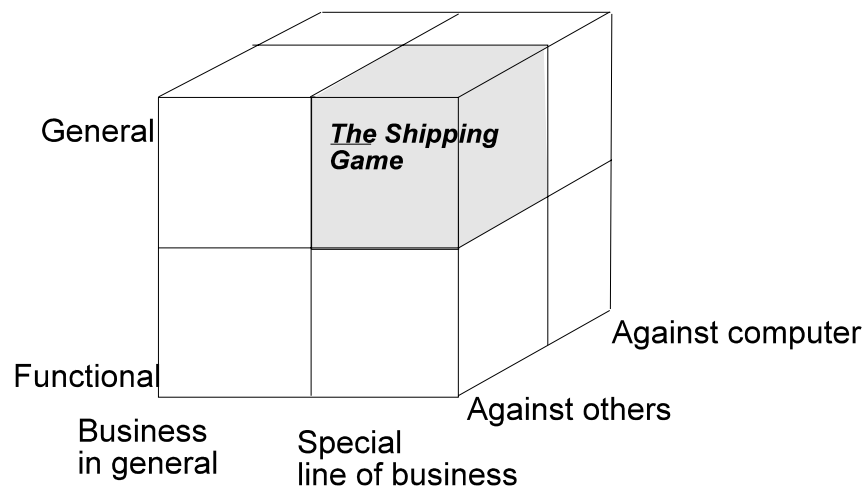 General
The Shipping
Game
Functional
Business
in general
Special
line of business
Against others
Against computer